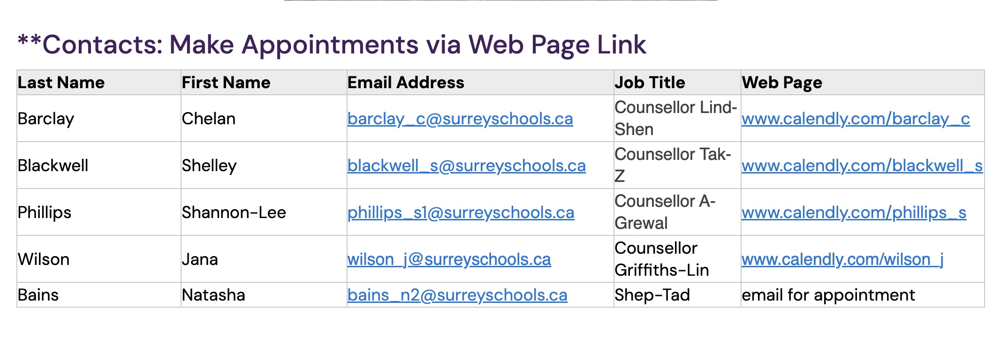 **Contacts: Make Appointments via Web Page Link
Last Name First Name Email Address Job Title Web Page
Barclay Chelan barclay_c@surreyschools.ca Counsellor Lind-
Shen www.calendly.com/barclay_c
Blackwell Shelley blackwell_s@surreyschools.ca Counsellor Tak-
Z www.calendly.com/blackwell_s
Phillips Shannon-Lee phillips_s1@surreyschools.ca Counsellor A-
Grewal www.calendly.com/phillips_s
Wilson Jana wilson_j@surreyschools.ca Counsellor
Griffiths-Lin www.calendly.com/wilson_j
Bains Natasha bains_n2@surreyschools.ca Shep-Tad email for appointment